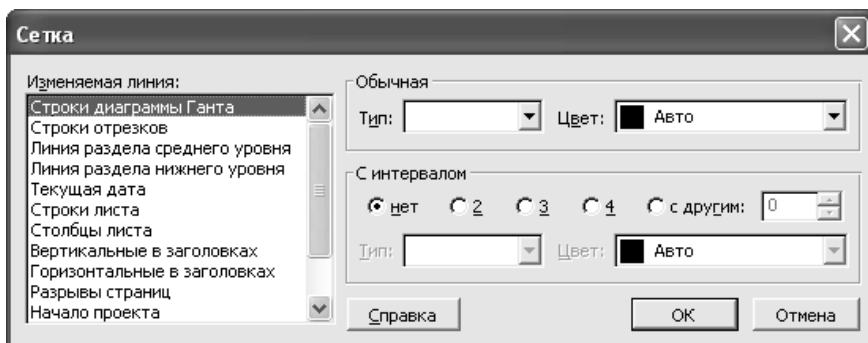 Сетка
Изменяемая линия:
Строки диаграммы Ганта
Строки отрезков
Линия раздела среднего уровня
Линия раздела нижнего уровня
Текущая дата
Строки листа
Столбцы листа
Вертикальные в заголовках
Горизонтальные в заголовках
Разрывы страниц
Начало проекта
Обычная
Тип: Цвет: Авто
С интервалом
нет 2 3 4 с другим: 0
Тип: Цвет: Авто
Справка ОК Отмена